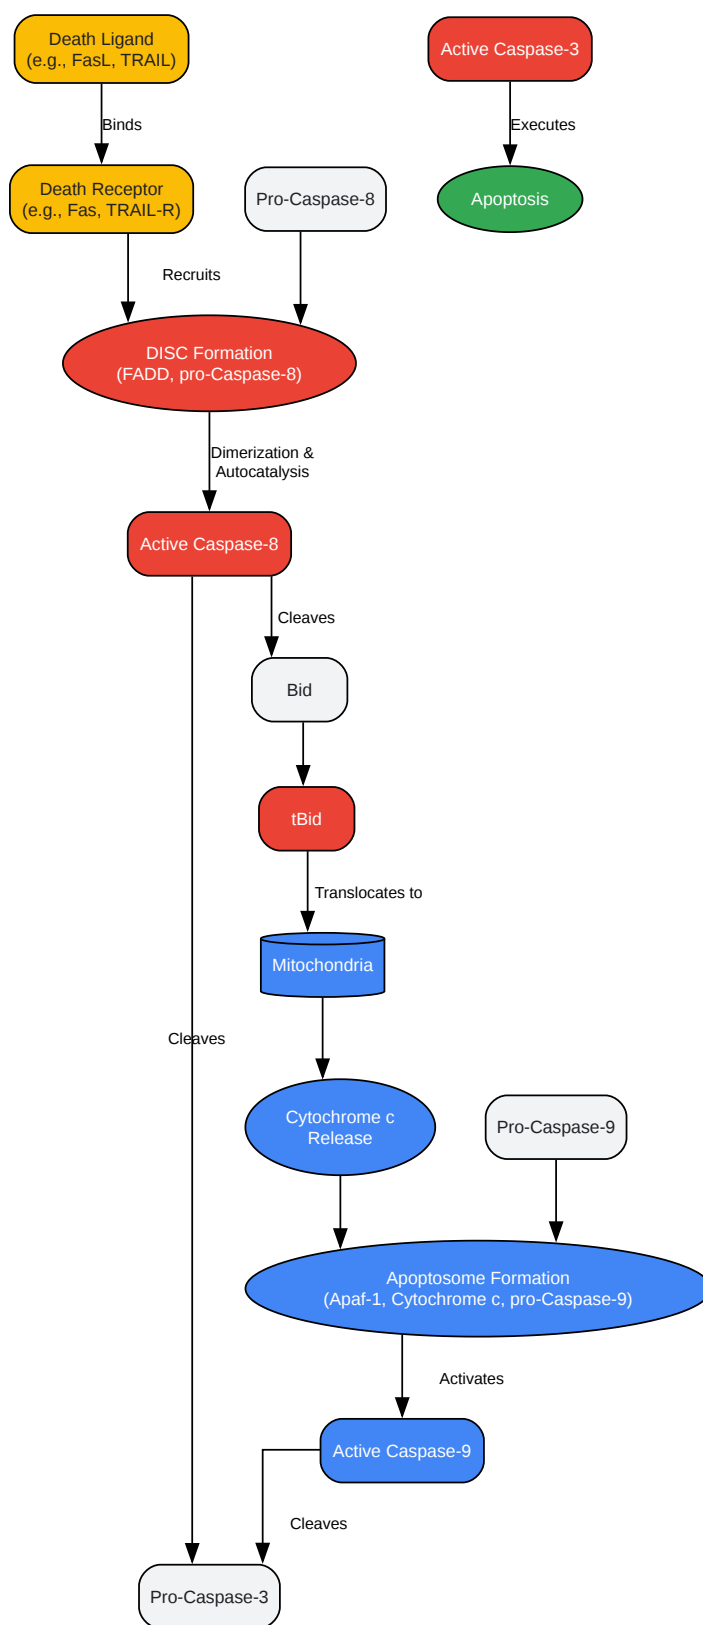 Death Ligand
(e.g., FasL, TRAIL)
Active Caspase-3
Binds
Executes
Death Receptor
(e.g., Fas, TRAIL-R)
Pro-Caspase-8
Apoptosis
Recruits
DISC Formation
(FADD, pro-Caspase-8)
Dimerization &
Autocatalysis
Active Caspase-8
Cleaves
Bid
tBid
Translocates to
Mitochondria
Cleaves
Cytochrome c
Release
Pro-Caspase-9
Apoptosome Formation
(Apaf-1, Cytochrome c, pro-Caspase-9)
Activates
Active Caspase-9
Cleaves
Pro-Caspase-3